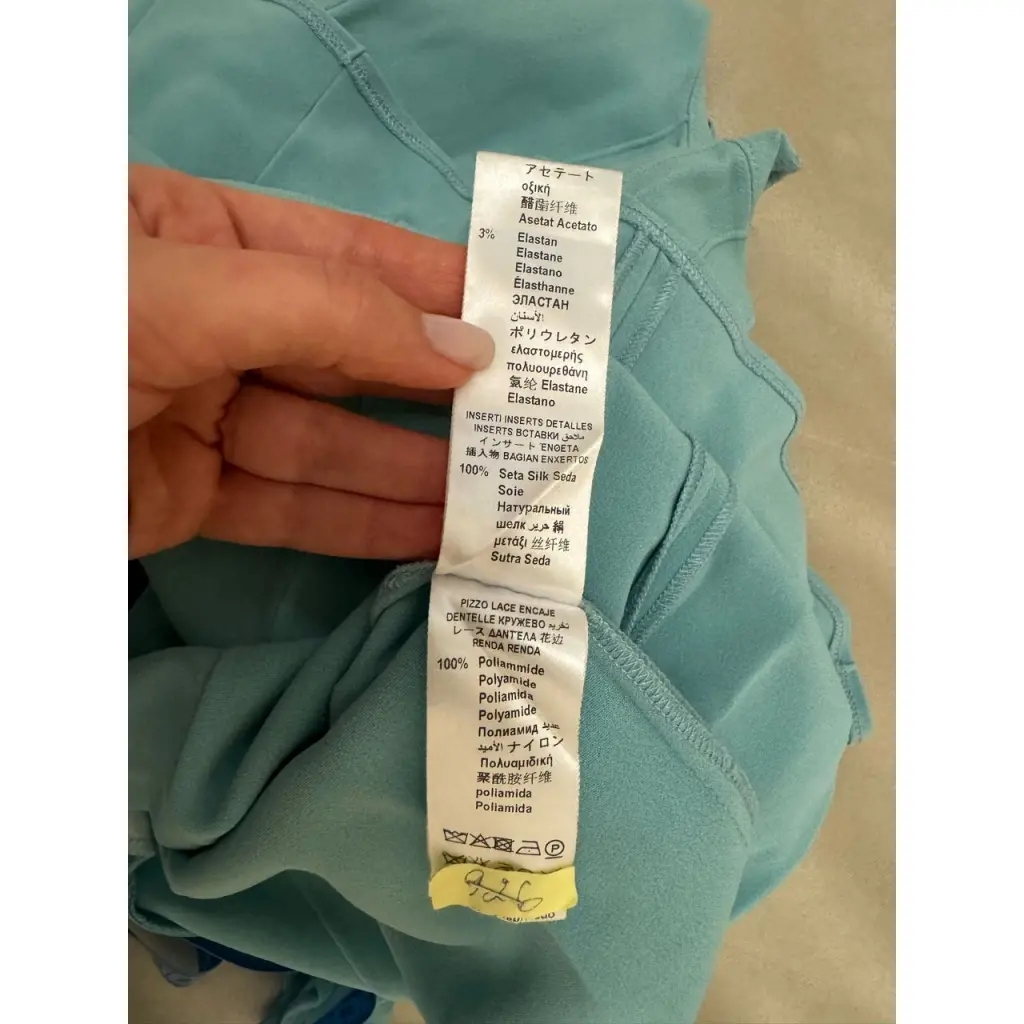 アセテート
οξική
醋酯纤维
Asetat Acetato
3% Elastan
Elastane
Elastano
Élasthanne
ЭЛАСТАН
الأستان
ポリウレタン
ελαστομερής
πολυουρεθάνη
氨纶 Elastane
Elastano
INSERTI INSERTS DETALLES
INSERTS ВСТАВКИ ملاحق
インサート ΈΝΘΕΤΑ
插入物 BAGIAN ENXERTOS
100% Seta Silk Seda
Soie
Натуральный
шелк حرير 絹
μετάξι 丝纤维
Sutra Seda
PIZZO LACE ENCAJE
DENTELLE КРУЖЕВО
レース ΔΑΝΤΕΛΑ 花边
RENDA RENDA
100% Poliammide
Polyamide
Poliamida
Polyamide
Полиамид عديد
الأميد ナイロン
Πολυαμιδική
聚酰胺纤维
poliamida
Poliamida
P